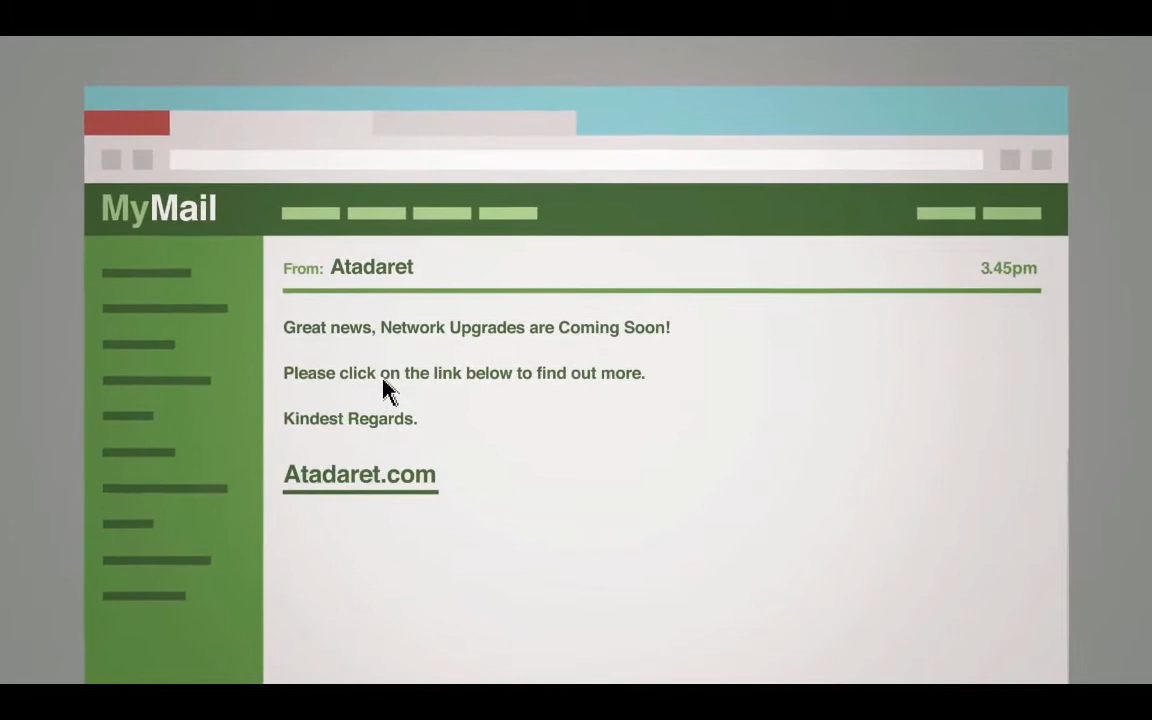 MyMail
From: Atadaret
3.45pm
Great news, Network Upgrades are Coming Soon!
Please click on the link below to find out more.
Kindest Regards.
Atadaret.com